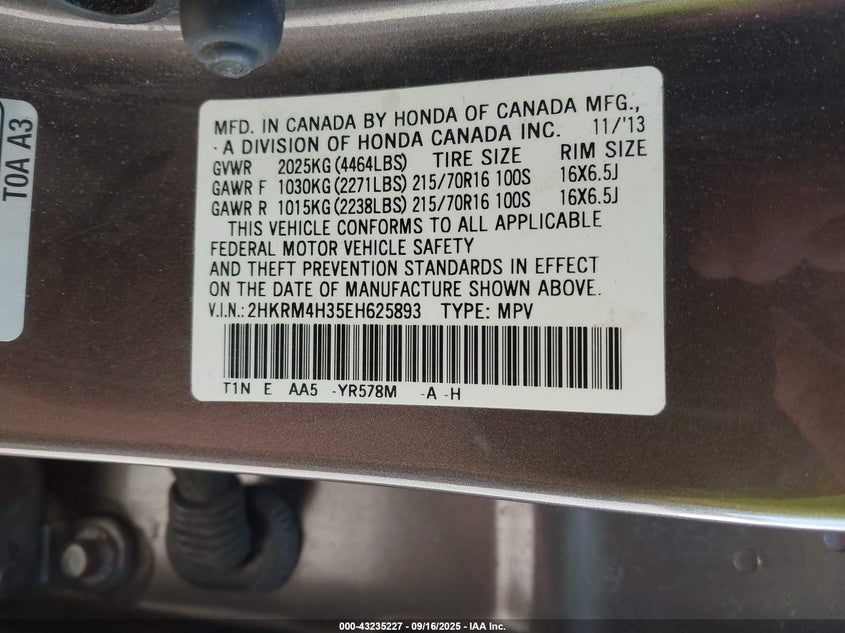 T0A A3
MFD. IN CANADA BY HONDA OF CANADA MFG.,
A DIVISION OF HONDA CANADA INC. 11/'13
GVWR 2025KG (4464LBS) TIRE SIZE RIM SIZE
GAWR F 1030KG (2271LBS) 215/70R16 100S 16X6.5J
GAWR R 1015KG (2238LBS) 215/70R16 100S 16X6.5J
THIS VEHICLE CONFORMS TO ALL APPLICABLE
FEDERAL MOTOR VEHICLE SAFETY
AND THEFT PREVENTION STANDARDS IN EFFECT
ON THE DATE OF MANUFACTURE SHOWN ABOVE.
V.I.N.: 2HKRM4H35EH625893 TYPE: MPV
T1N E AA5 -YR578M -A -H
000-43235227 - 09/16/2025 - IAA Inc.